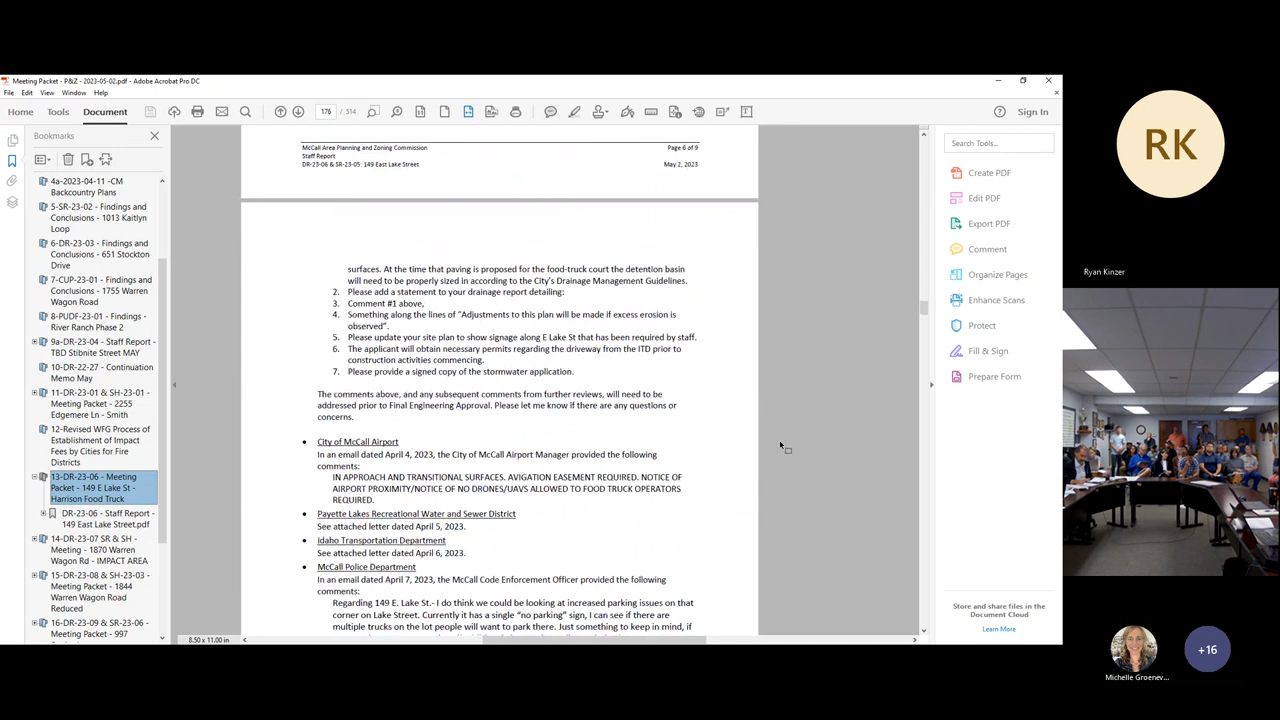 Meeting Packet - P&Z - 2023-05-02.pdf - Adobe Acrobat Pro DC
File Edit View Window Help
Home Tools Document 176 / 514 Sign In
Bookmarks
4a-2023-04-11 -CM
Backcountry Plans
5-SR-23-02 - Findings and
Conclusions - 1013 Kaitlyn
Loop
6-DR-23-03 - Findings and
Conclusions - 651 Stockton
Drive
7-CUP-23-01 - Findings and
Conclusions - 1755 Warren
Wagon Road
8-PUDF-23-01 - Findings -
River Ranch Phase 2
9a-DR-23-04 - Staff Report -
TBD Stibnite Street MAY
10-DR-22-27 - Continuation
Memo May
11-DR-23-01 & SH-23-01 -
Meeting Packet - 2255
Edgemere Ln - Smith
12-Revised WFG Process of
Establishment of Impact
Fees by Cities for Fire
Districts
13-DR-23-06 - Meeting
Packet - 149 E Lake St -
Harrison Food Truck
DR-23-06 - Staff Report -
149 East Lake Street.pdf
14-DR-23-07 SR & SH -
Meeting - 1870 Warren
Wagon Rd - IMPACT AREA
15-DR-23-08 & SH-23-03 -
Meeting Packet - 1844
Warren Wagon Road
Reduced
16-DR-23-09 & SR-23-06 -
Meeting Packet - 997
McCall Area Planning and Zoning Commission Page 6 of 9
Staff Report
DR-23-06 & SR-23-05: 149 East Lake Street May 2, 2023
surfaces. At the time that paving is proposed for the food-truck court the detention basin
will need to be properly sized in according to the City's Drainage Management Guidelines.
2. Please add a statement to your drainage report detailing:
3. Comment #1 above,
4. Something along the lines of "Adjustments to this plan will be made if excess erosion is
observed".
5. Please update your site plan to show signage along E Lake St that has been required by staff.
6. The applicant will obtain necessary permits regarding the driveway from the ITD prior to
construction activities commencing.
7. Please provide a signed copy of the stormwater application.
The comments above, and any subsequent comments from further reviews, will need to be
addressed prior to Final Engineering Approval. Please let me know if there are any questions or
concerns.
• City of McCall Airport
In an email dated April 4, 2023, the City of McCall Airport Manager provided the following
comments:
IN APPROACH AND TRANSITIONAL SURFACES. AVIGATION EASEMENT REQUIRED. NOTICE OF
AIRPORT PROXIMITY/NOTICE OF NO DRONES/UAVS ALLOWED TO FOOD TRUCK OPERATORS
REQUIRED.
• Payette Lakes Recreational Water and Sewer District
See attached letter dated April 5, 2023.
• Idaho Transportation Department
See attached letter dated April 6, 2023.
• McCall Police Department
In an email dated April 7, 2023, the McCall Code Enforcement Officer provided the following
comments:
Regarding 149 E. Lake St.- I do think we could be looking at increased parking issues on that
corner on Lake Street. Currently it has a single "no parking" sign, I can see if there are
multiple trucks on the lot people will want to park there. Just something to keep in mind, if
8.50 x 11.00 in
Search Tools...
Create PDF
Edit PDF
Export PDF
Comment
Organize Pages
Enhance Scans
Protect
Fill & Sign
Prepare Form
Store and share files in the
Document Cloud
Learn More
RK
Ryan Kinzer
+16
Michelle Groenev...